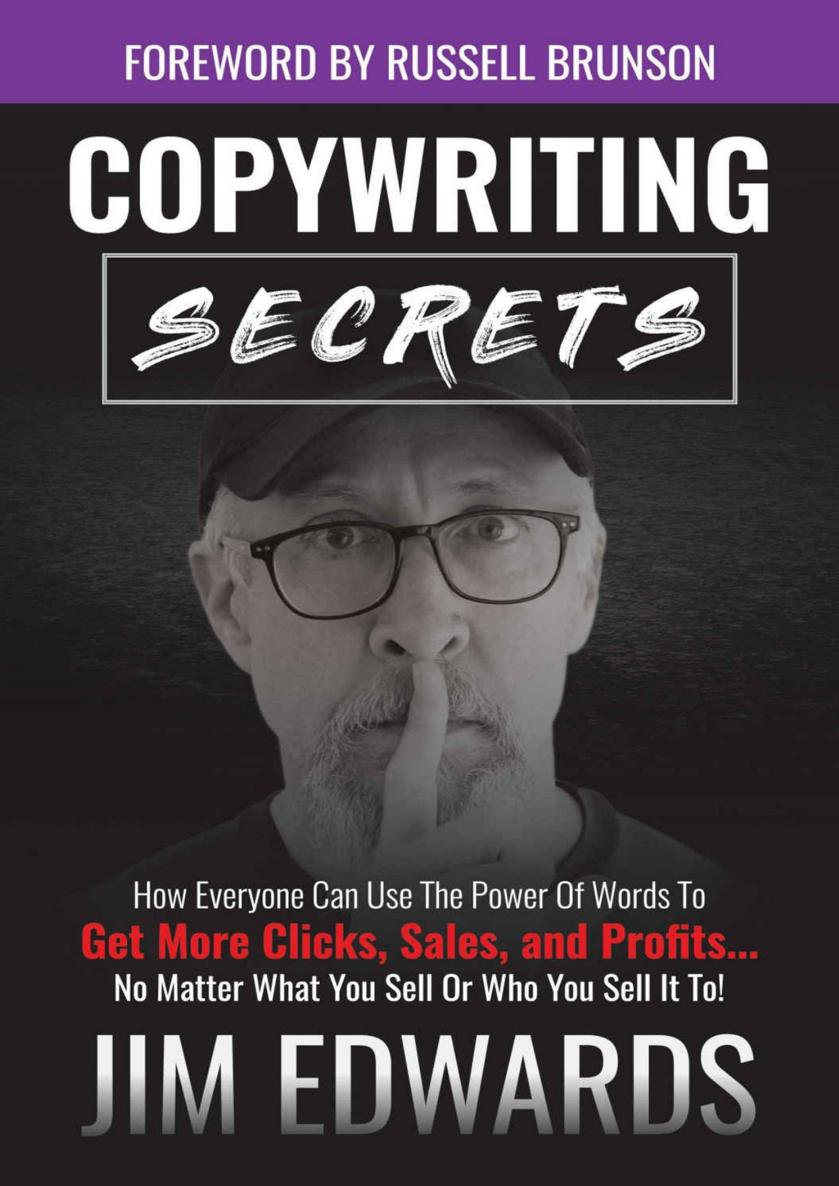 FOREWORD BY RUSSELL BRUNSON
COPYWRITING
SECRETS
How Everyone Can Use The Power Of Words To
Get More Clicks, Sales, and Profits...
No Matter What You Sell Or Who You Sell It To!
JIM EDWARDS